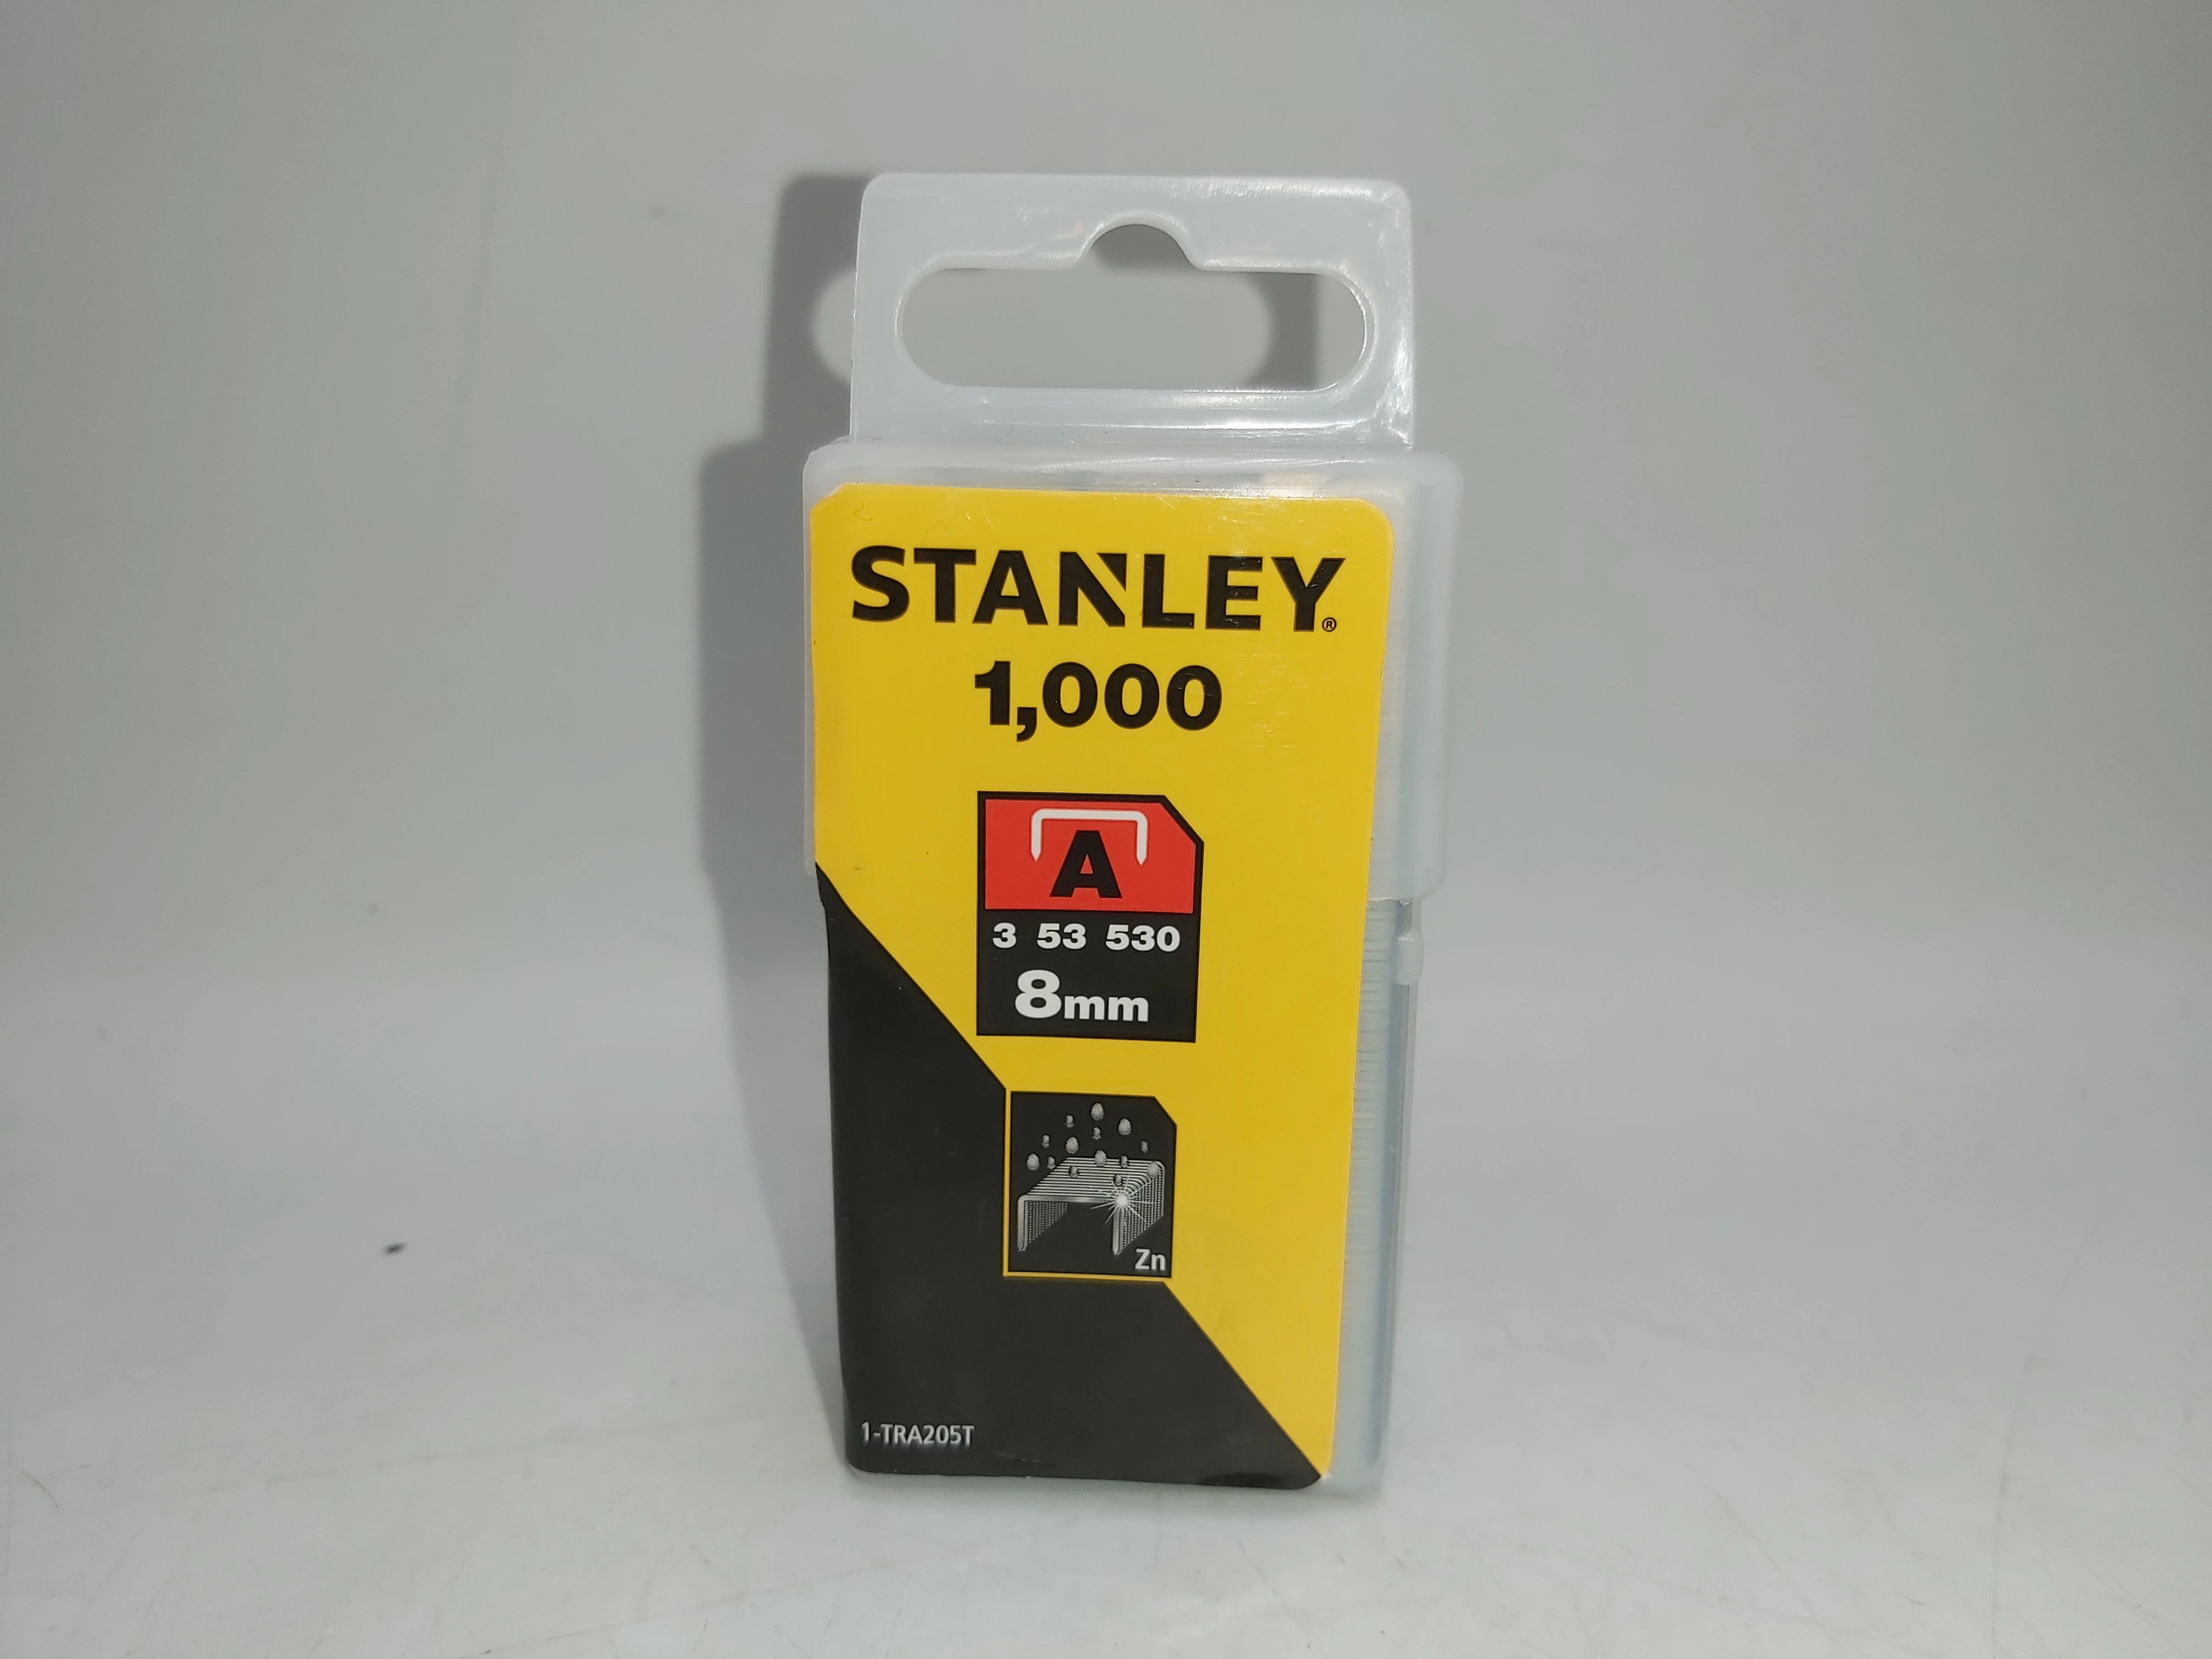 STANLEY®
1,000
A
3 53 530
8mm
Zn
1-TRA205T